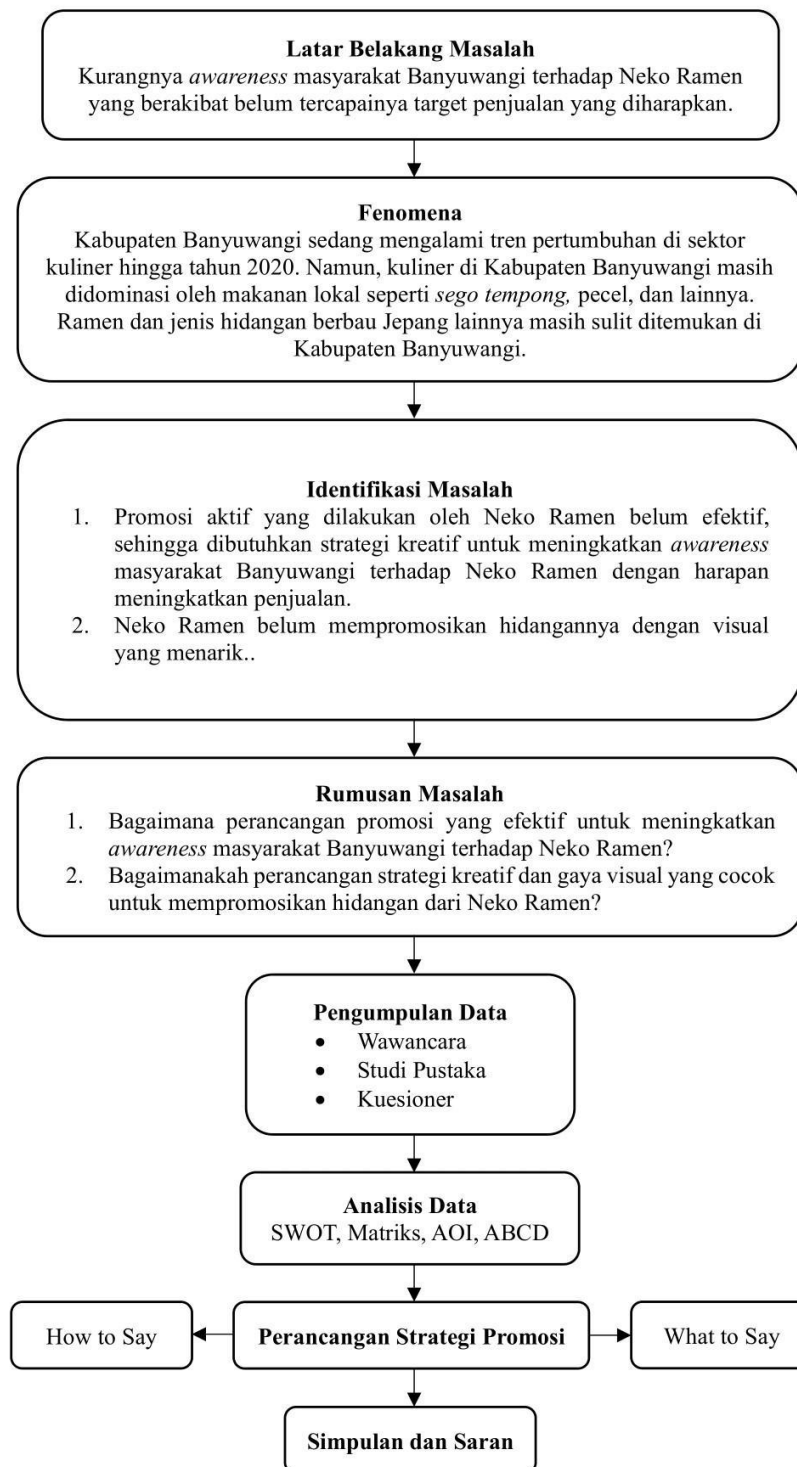 Latar Belakang Masalah
Kurangnya awareness masyarakat Banyuwangi terhadap Neko Ramen
yang berakibat belum tercapainya target penjualan yang diharapkan.
Fenomena
Kabupaten Banyuwangi sedang mengalami tren pertumbuhan di sektor
kuliner hingga tahun 2020. Namun, kuliner di Kabupaten Banyuwangi masih
didominasi oleh makanan lokal seperti sego tempong, pecel, dan lainnya.
Ramen dan jenis hidangan berbau Jepang lainnya masih sulit ditemukan di
Kabupaten Banyuwangi.
Identifikasi Masalah
1. Promosi aktif yang dilakukan oleh Neko Ramen belum efektif,
sehingga dibutuhkan strategi kreatif untuk meningkatkan awareness
masyarakat Banyuwangi terhadap Neko Ramen dengan harapan
meningkatkan penjualan.
2. Neko Ramen belum mempromosikan hidangannya dengan visual
yang menarik..
Rumusan Masalah
1. Bagaimana perancangan promosi yang efektif untuk meningkatkan
awareness masyarakat Banyuwangi terhadap Neko Ramen?
2. Bagaimanakah perancangan strategi kreatif dan gaya visual yang cocok
untuk mempromosikan hidangan dari Neko Ramen?
Pengumpulan Data
• Wawancara
• Studi Pustaka
• Kuesioner
Analisis Data
SWOT, Matriks, AOI, ABCD
How to Say
Perancangan Strategi Promosi
What to Say
Simpulan dan Saran